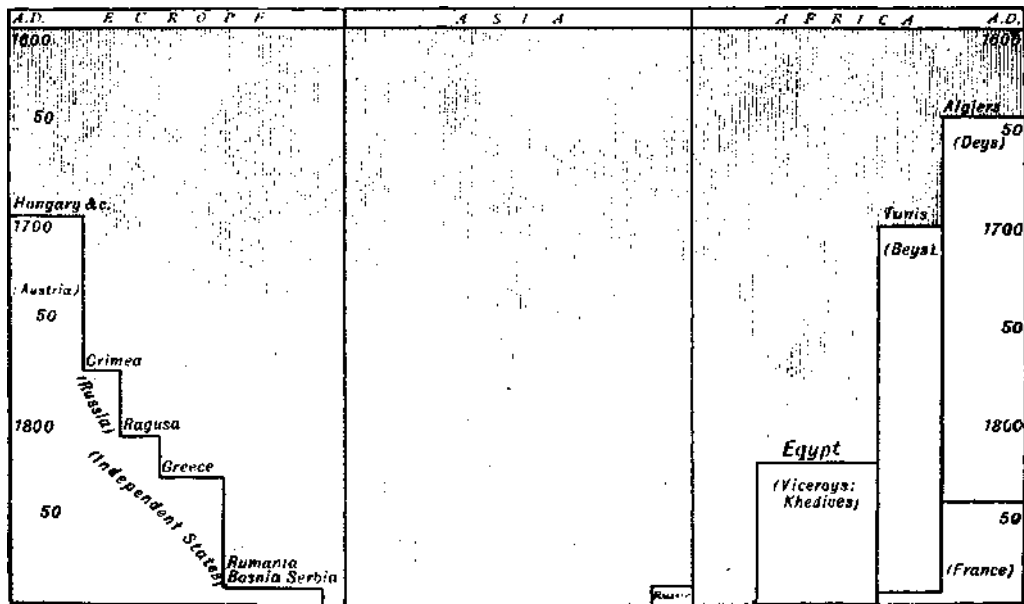 A.D. E U R O P E A S I A A F R I C A A.D.
1600 1600
50 Algiers
50
(Deys)
Hungary &c. Tunis
1700 1700
(Beys)
(Austria)
50 50
Crimea
(Russia)
1800 Ragusa 1800
Egypt
Greece
(Independent States)
(Viceroys;
Khedives)
50 50
Rumania
Bosnia Serbia
(France)